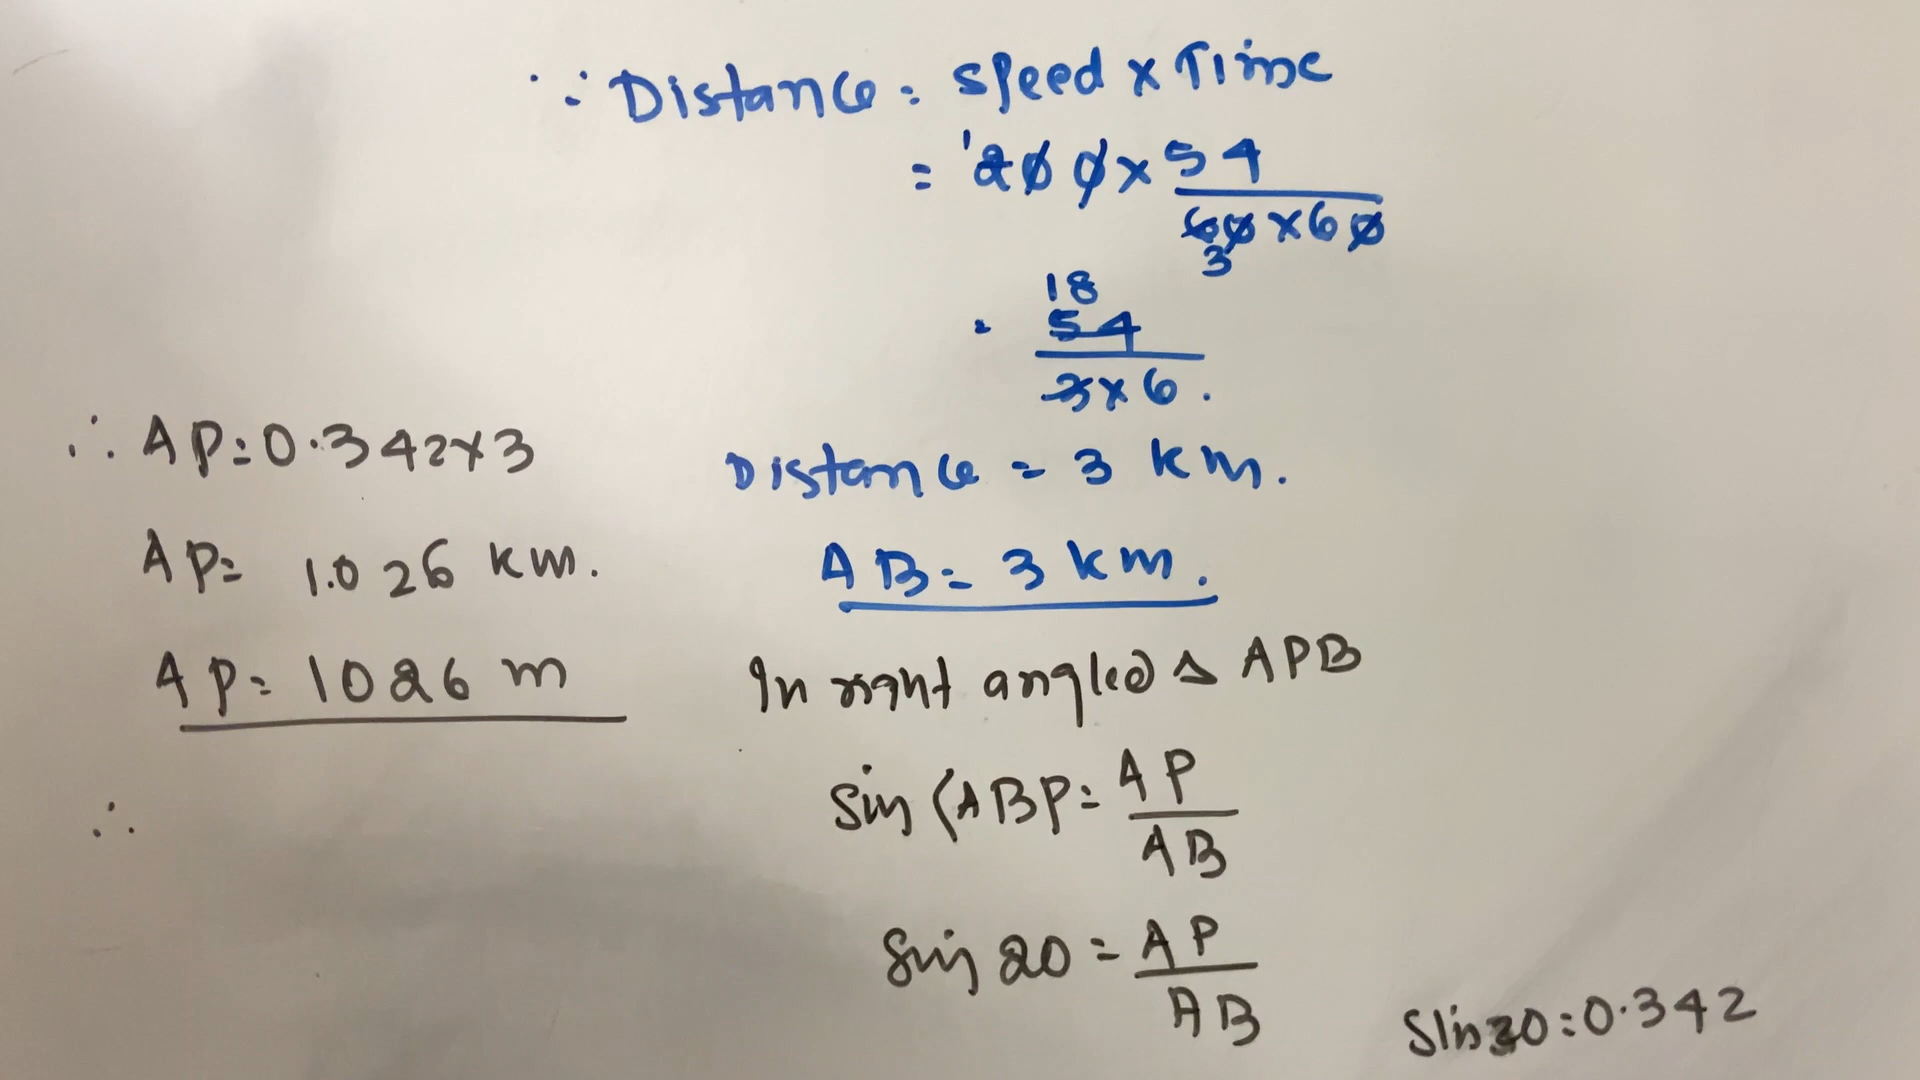 ∵ Distance = speed x Time
= 200 x 54
60 x 60
3
18
= 54
3 x 6.
Distance = 3 km.
AB = 3 km.
In right angled Δ APB
Sin (ABP = AP
AB
Sin 20 = AP
AB
Sin 20 = 0.342
∴ AP = 0.342 x 3
AP = 1.026 km.
AP = 1026 m
∴